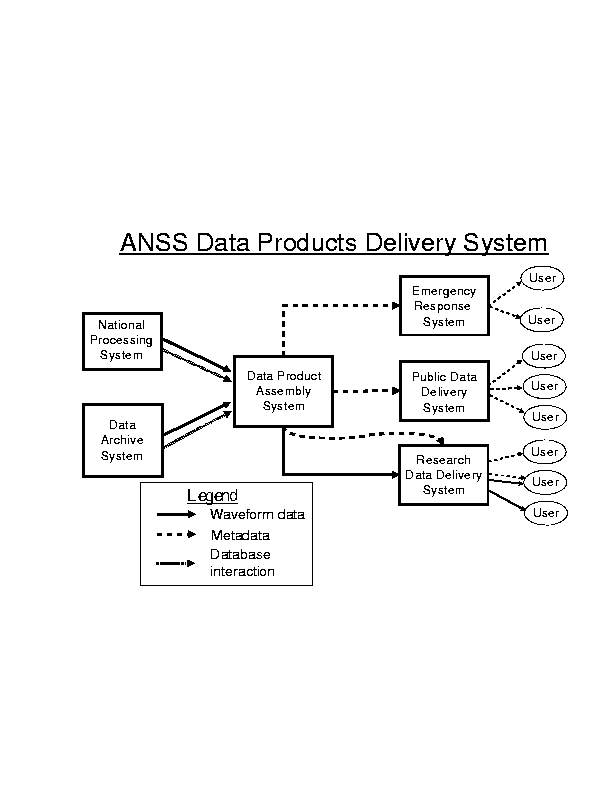 ANSS Data Products Delivery System
National
Processing
System
Data
Archive
System
Data Product
Assembly
System
Emergency
Response
System
User
User
Public Data
Delivery
System
User
User
User
Research
Data Delivery
System
User
User
User
Legend
Waveform data
Metadata
Database
interaction